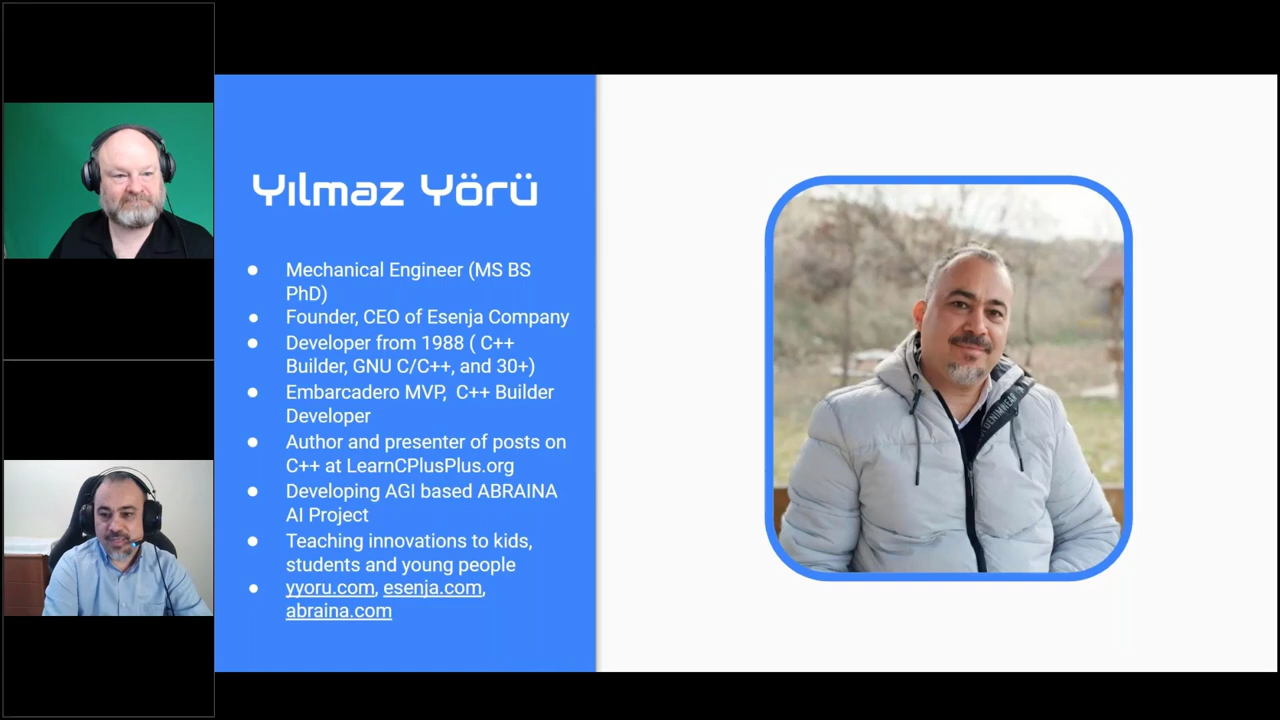 Yılmaz Yörü
● Mechanical Engineer (MS BS
PhD)
● Founder, CEO of Esenja Company
● Developer from 1988 ( C++
Builder, GNU C/C++, and 30+)
● Embarcadero MVP,  C++ Builder
Developer
● Author and presenter of posts on
C++ at LearnCPlusPlus.org
● Developing AGI based ABRAINA
AI Project
● Teaching innovations to kids,
students and young people
● yyoru.com, esenja.com,
abraina.com